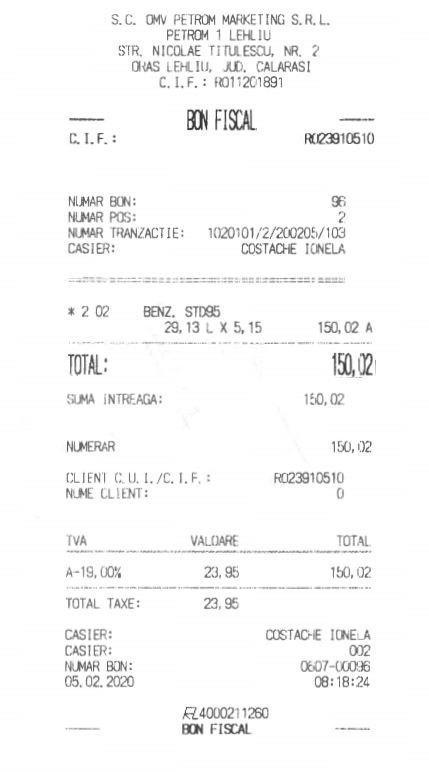 S.C. OMV PETROM MARKETING S.R.L.
PETROM 1 LEHLIU
STR. NICOLAE TITULESCU, NR. 2
ORAS LEHLIU, JUD. CALARASI
C.I.F.: RO11201891
BON FISCAL
C.I.F.: RO23910510
NUMAR BON: 96
NUMAR POS: 2
NUMAR TRANZACTIE: 1020101/2/200205/103
CASIER: COSTACHE IONELA
* 2 02 BENZ. STD95
29,13 L X 5,15 150,02 A
TOTAL: 150,02
SUMA INTREAGA: 150,02
NUMERAR 150,02
CLIENT C.U.I./C.I.F.: RO23910510
NUME CLIENT: 0
TVA VALOARE TOTAL
A-19,00% 23,95 150,02
TOTAL TAXE: 23,95
CASIER: COSTACHE IONELA
CASIER: 002
NUMAR BON: 0607-00096
05.02.2020 08:18:24
4000211260
BON FISCAL